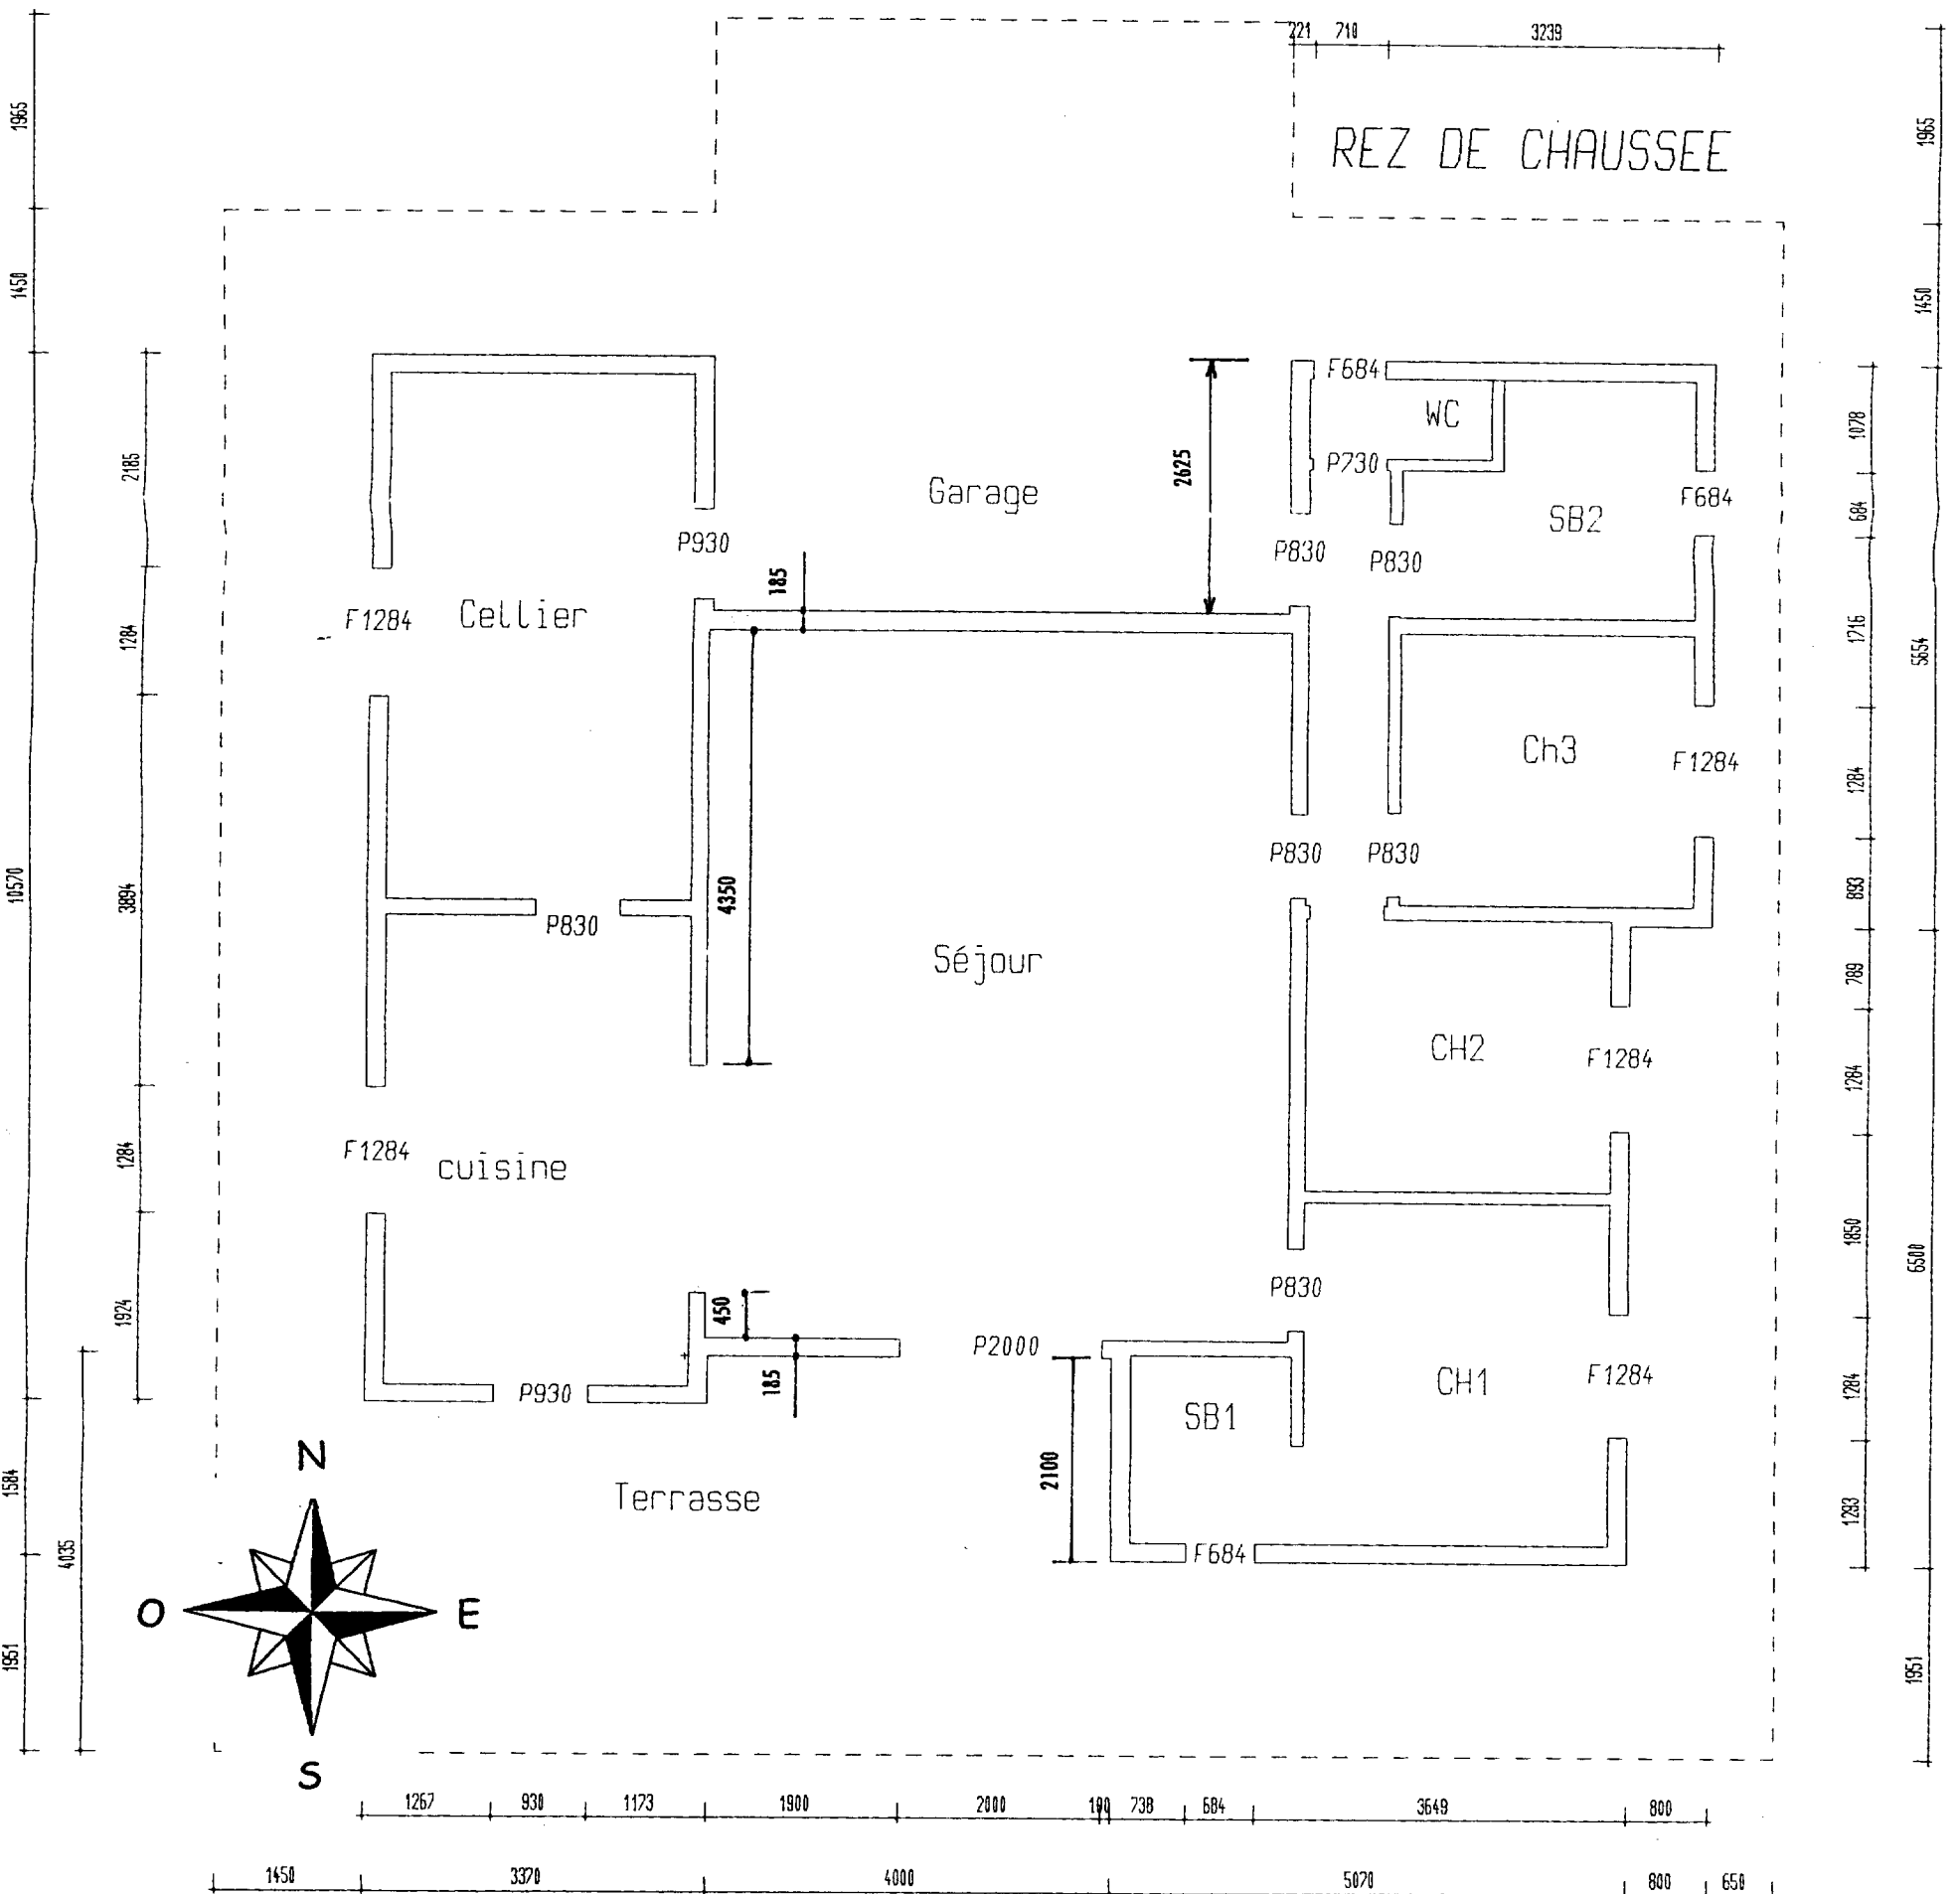 221 710 3239
REZ DE CHAUSSEE
1965
1450
10570
1584
1951
4035
2185
1284
3894
1284
1924
F684
WC
P730
2625
Garage
P930
P830
P830
SB2
F684
185
F1284
Cellier
Ch3
F1284
P830
P830
4350
P830
Séjour
CH2
F1284
F1284
cuisine
P830
450
P2000
185
P930
CH1
F1284
SB1
2100
Terrasse
F684
N
O
E
S
1078
684
1716
1284
893
789
1284
1850
1284
1293
1965
1450
5654
6500
1951
1267 930 1173 1900 2000 190 738 684 3649 800
1450 3370 4000 5070 800 650